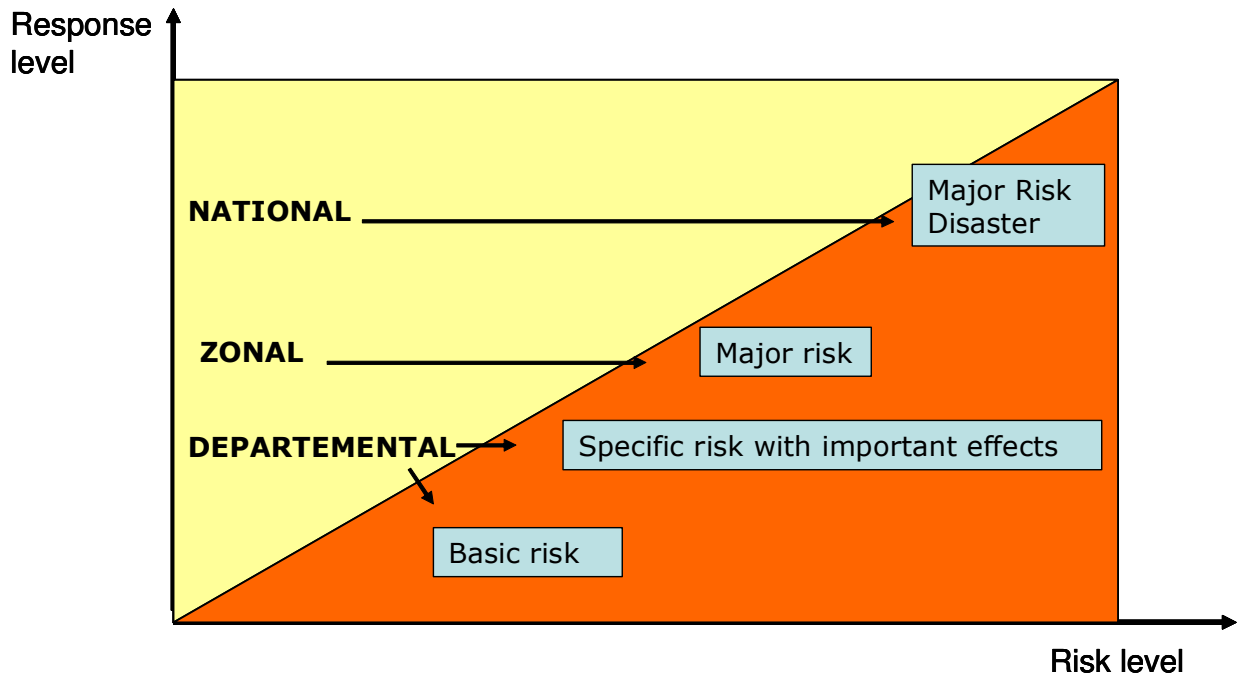 Response
level
NATIONAL
Major Risk
Disaster
ZONAL
Major risk
DEPARTEMENTAL
Specific risk with important effects
Basic risk
Risk level